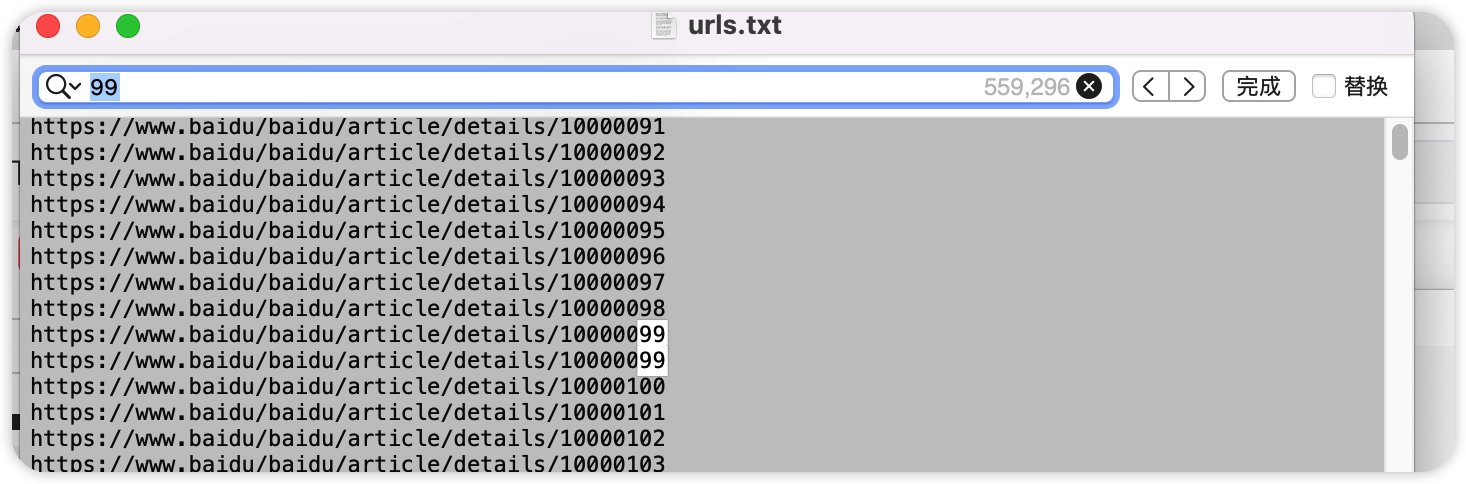 urls.txt
99 559,296 完成 替换
https://www.baidu/baidu/article/details/10000091
https://www.baidu/baidu/article/details/10000092
https://www.baidu/baidu/article/details/10000093
https://www.baidu/baidu/article/details/10000094
https://www.baidu/baidu/article/details/10000095
https://www.baidu/baidu/article/details/10000096
https://www.baidu/baidu/article/details/10000097
https://www.baidu/baidu/article/details/10000098
https://www.baidu/baidu/article/details/10000099
https://www.baidu/baidu/article/details/10000099
https://www.baidu/baidu/article/details/10000100
https://www.baidu/baidu/article/details/10000101
https://www.baidu/baidu/article/details/10000102
https://www.baidu/baidu/article/details/10000103